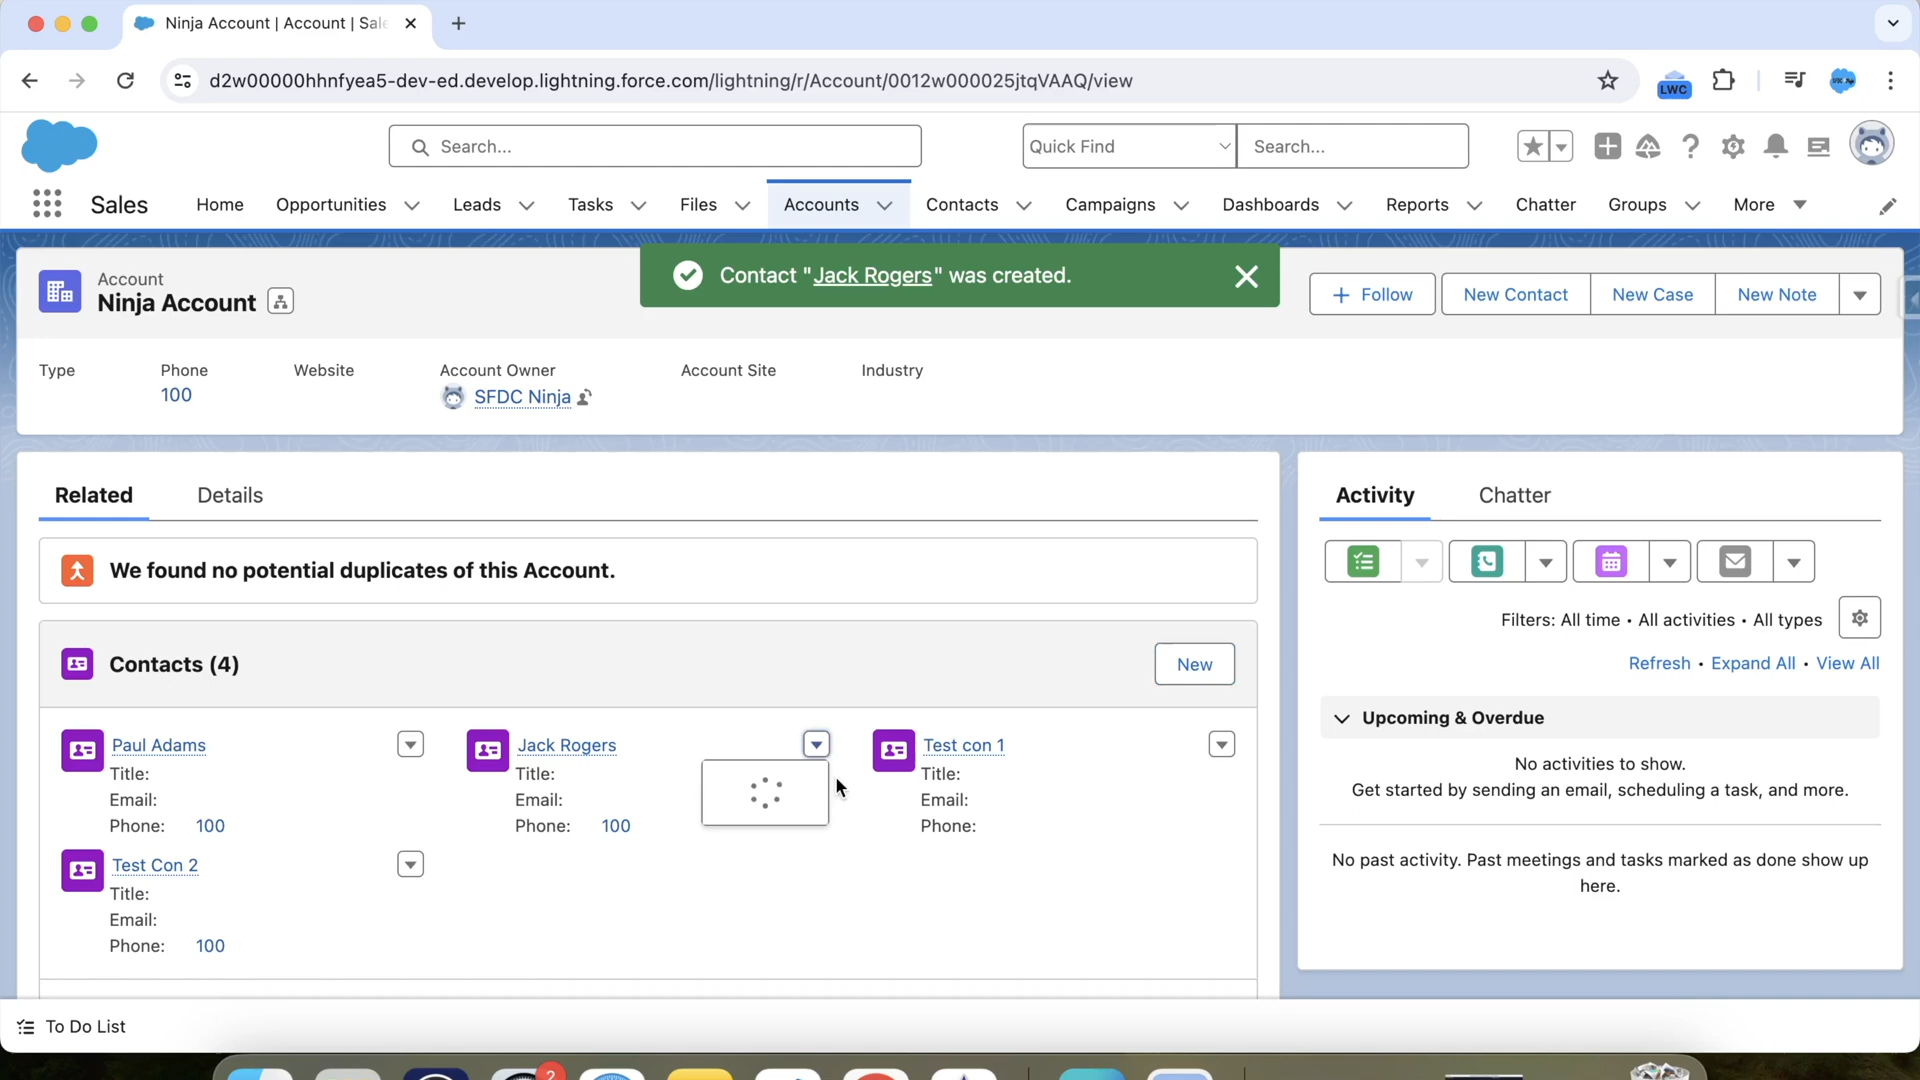 Ninja Account | Account | Sale
d2w00000hhnfyea5-dev-ed.develop.lightning.force.com/lightning/r/Account/0012w000025jtqVAAQ/view
LWC
Search...
Quick Find
Search...
Sales
Home
Opportunities
Leads
Tasks
Files
Accounts
Contacts
Campaigns
Dashboards
Reports
Chatter
Groups
More
Contact "Jack Rogers" was created.
Account
Ninja Account
Follow
New Contact
New Case
New Note
Type
Phone
100
Website
Account Owner
SFDC Ninja
Account Site
Industry
Related
Details
We found no potential duplicates of this Account.
Contacts (4)
New
Paul Adams
Title:
Email:
Phone: 100
Jack Rogers
Title:
Email:
Phone: 100
Test con 1
Title:
Email:
Phone:
Test Con 2
Title:
Email:
Phone: 100
Activity
Chatter
Filters: All time • All activities • All types
Refresh • Expand All • View All
Upcoming & Overdue
No activities to show.
Get started by sending an email, scheduling a task, and more.
No past activity. Past meetings and tasks marked as done show up
here.
To Do List
2